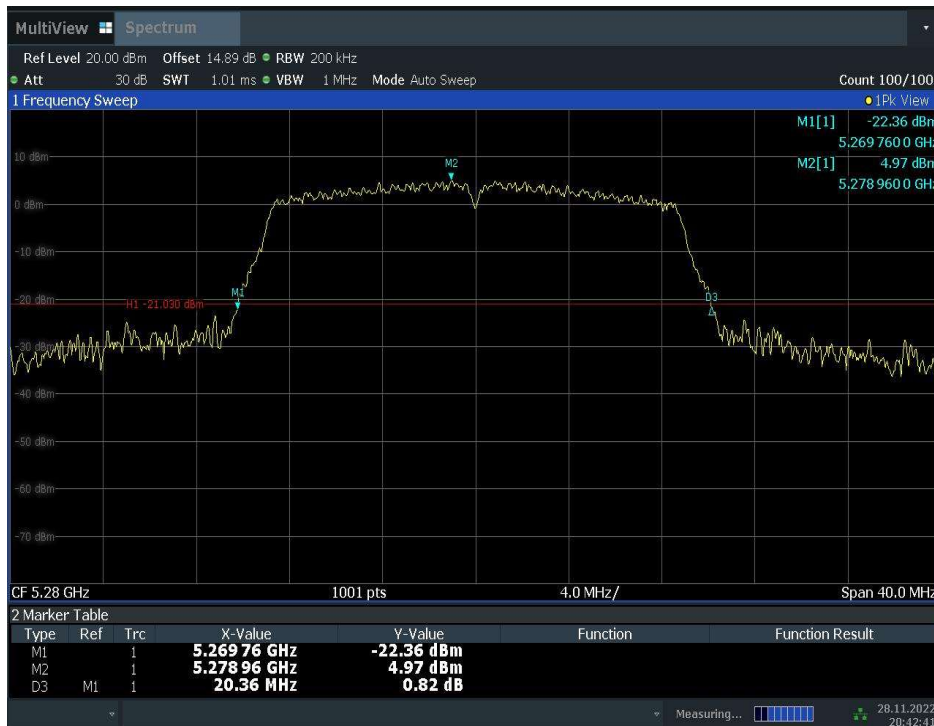 MultiView Spectrum
Ref Level 20.00 dBm Offset 14.89 dB RBW 200 kHz
Att 30 dB SWT 1.01 ms VBW 1 MHz Mode Auto Sweep Count 100/100
1 Frequency Sweep 1Pk View
M1[1] -22.36 dBm
5.269 760 0 GHz
M2[1] 4.97 dBm
5.278 960 0 GHz
10 dBm
M2
0 dBm
-10 dBm
M1
-20 dBm
H1 -21.030 dBm
D3
-30 dBm
-40 dBm
-50 dBm
-60 dBm
-70 dBm
CF 5.28 GHz 1001 pts 4.0 MHz/ Span 40.0 MHz
2 Marker Table
Type Ref Trc X-Value Y-Value Function Function Result
M1 1 5.269 76 GHz -22.36 dBm
M2 1 5.278 96 GHz 4.97 dBm
D3 M1 1 20.36 MHz 0.82 dB
Measuring... 28.11.2022
20:42:41